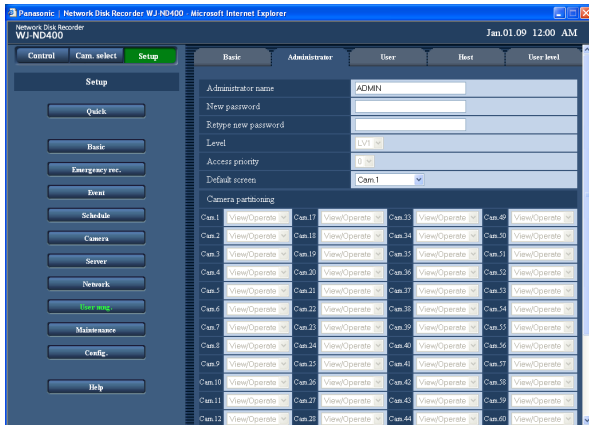 Panasonic | Network Disk Recorder WJ-ND400 - Microsoft Internet Explorer
Network Disk Recorder
WJ-ND400
Jan.01.09 12:00 AM
Control Cam. select Setup
Basic Administrator User Host User level
Setup
Quick
Basic
Emergency rec.
Event
Schedule
Camera
Server
Network
User mng.
Maintenance
Config.
Help
Administrator name ADMIN
New password
Retype new password
Level LV1
Access priority 0
Default screen Cam.1
Camera partitioning
Cam.1 View/Operate Cam.17 View/Operate Cam.33 View/Operate Cam.49 View/Operate
Cam.2 View/Operate Cam.18 View/Operate Cam.34 View/Operate Cam.50 View/Operate
Cam.3 View/Operate Cam.19 View/Operate Cam.35 View/Operate Cam.51 View/Operate
Cam.4 View/Operate Cam.20 View/Operate Cam.36 View/Operate Cam.52 View/Operate
Cam.5 View/Operate Cam.21 View/Operate Cam.37 View/Operate Cam.53 View/Operate
Cam.6 View/Operate Cam.22 View/Operate Cam.38 View/Operate Cam.54 View/Operate
Cam.7 View/Operate Cam.23 View/Operate Cam.39 View/Operate Cam.55 View/Operate
Cam.8 View/Operate Cam.24 View/Operate Cam.40 View/Operate Cam.56 View/Operate
Cam.9 View/Operate Cam.25 View/Operate Cam.41 View/Operate Cam.57 View/Operate
Cam.10 View/Operate Cam.26 View/Operate Cam.42 View/Operate Cam.58 View/Operate
Cam.11 View/Operate Cam.27 View/Operate Cam.43 View/Operate Cam.59 View/Operate
Cam.12 View/Operate Cam.28 View/Operate Cam.44 View/Operate Cam.60 View/Operate